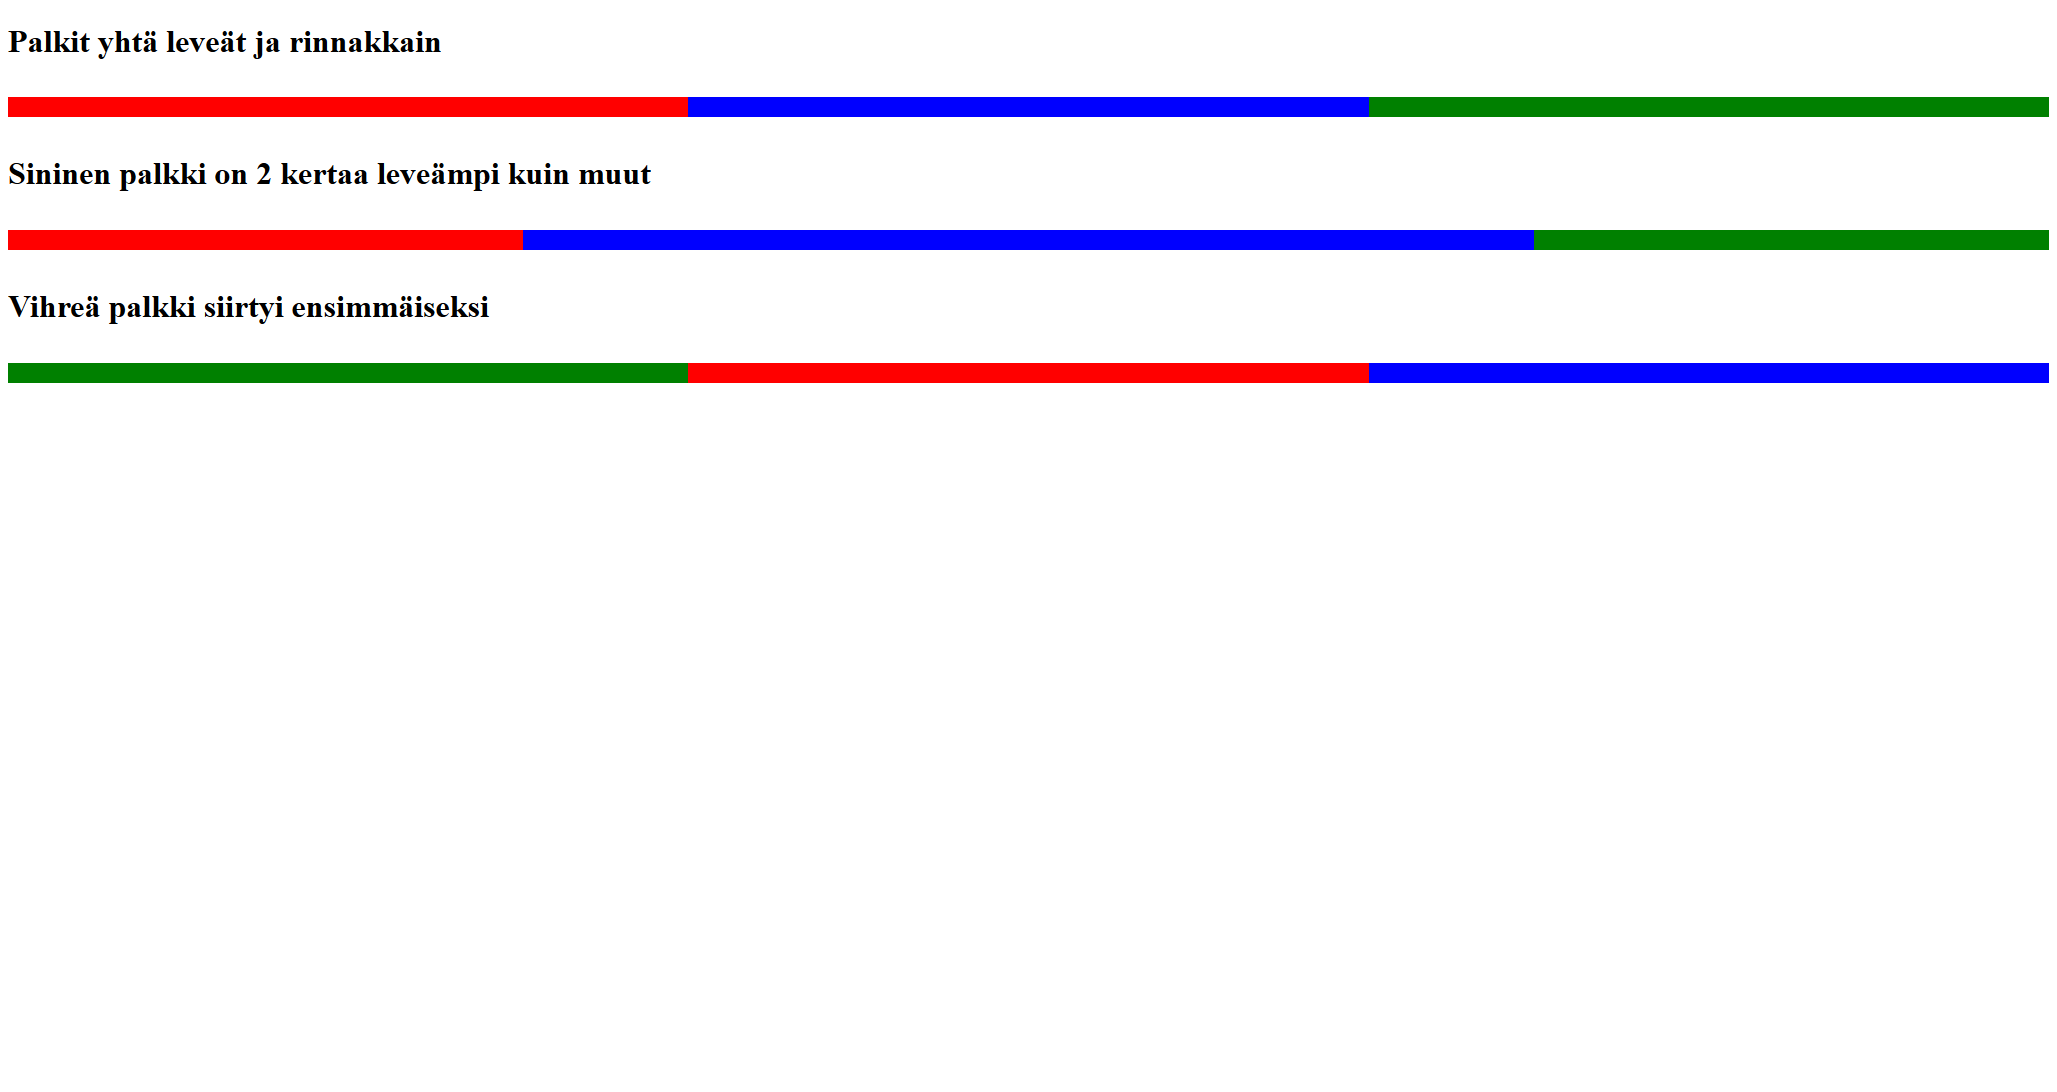 Palkit yhtä leveät ja rinnakkain
Sininen palkki on 2 kertaa leveämpi kuin muut
Vihreä palkki siirtyi ensimmäiseksi